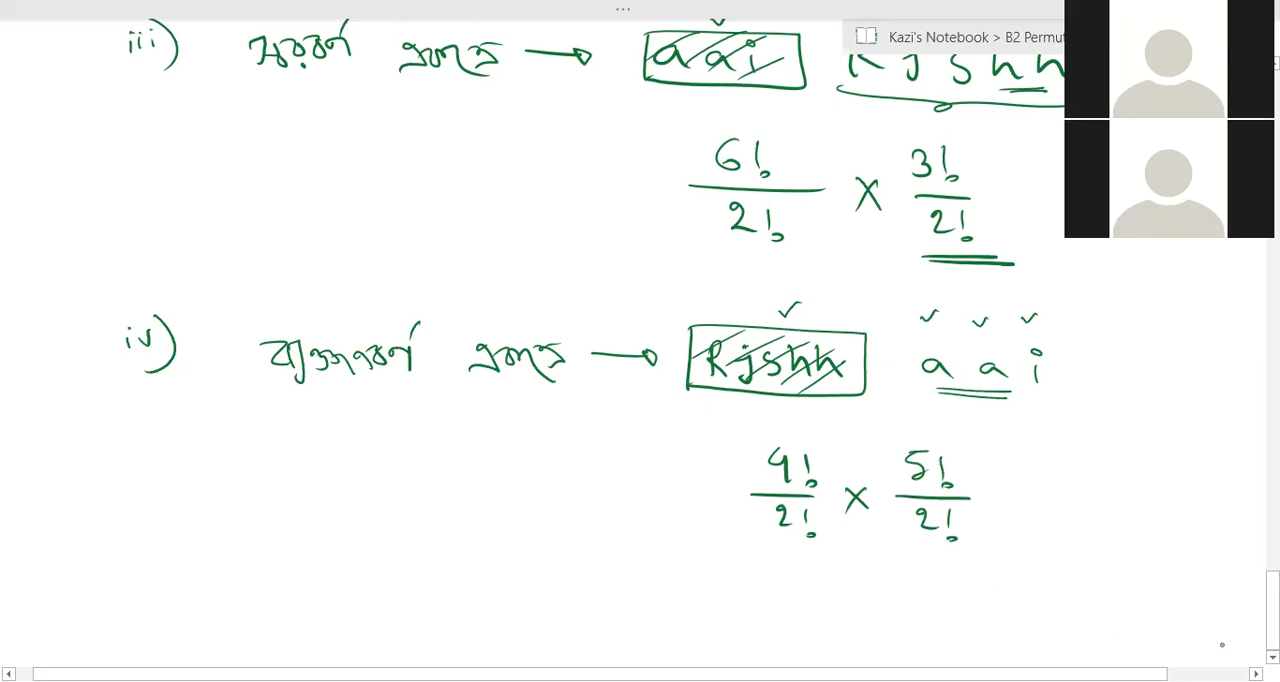 Kazi's Notebook > B2 Permut
iii) স্বরবর্ণ একত্রে → a a i R j s h h
6!/2! × 3!/2!
iv) ব্যঞ্জনবর্ণ একত্রে → Rjshh a a i
4!/2! × 5!/2!